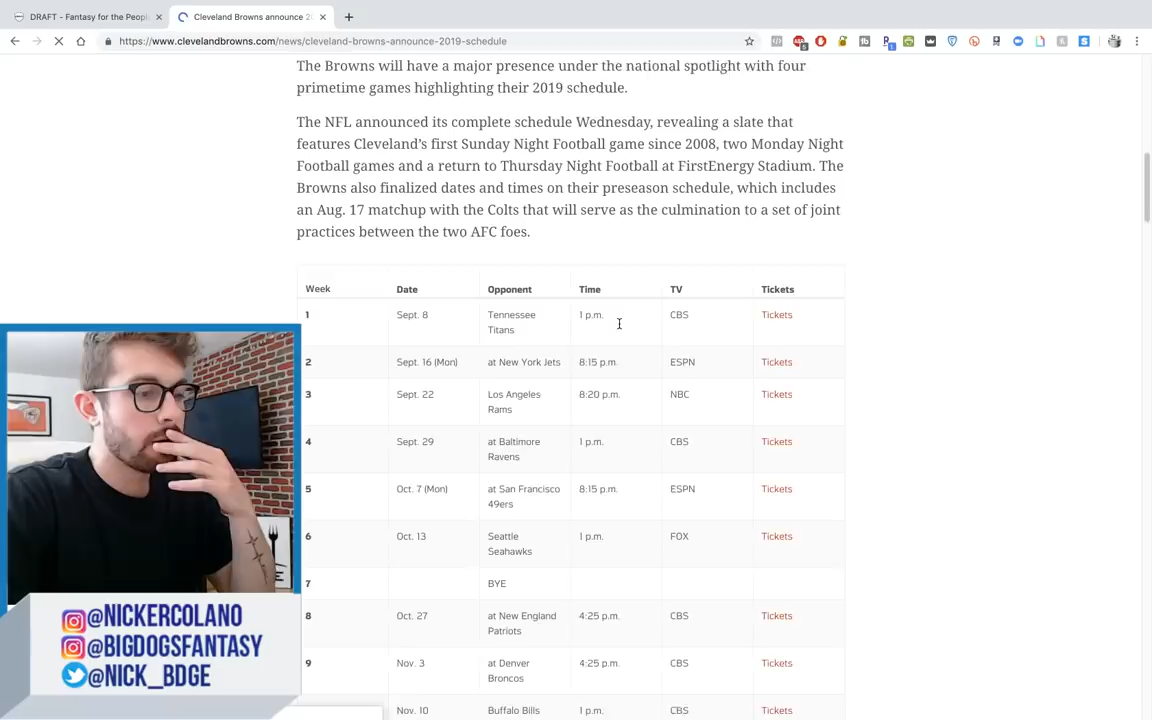 DRAFT - Fantasy for the Peopl
Cleveland Browns announce 2
https://www.clevelandbrowns.com/news/cleveland-browns-announce-2019-schedule
The Browns will have a major presence under the national spotlight with four
primetime games highlighting their 2019 schedule.
The NFL announced its complete schedule Wednesday, revealing a slate that
features Cleveland's first Sunday Night Football game since 2008, two Monday Night
Football games and a return to Thursday Night Football at FirstEnergy Stadium. The
Browns also finalized dates and times on their preseason schedule, which includes
an Aug. 17 matchup with the Colts that will serve as the culmination to a set of joint
practices between the two AFC foes.
Week Date Opponent Time TV Tickets
1 Sept. 8 Tennessee 1 p.m. CBS Tickets
Titans
2 Sept. 16 (Mon) at New York Jets 8:15 p.m. ESPN Tickets
3 Sept. 22 Los Angeles 8:20 p.m. NBC Tickets
Rams
4 Sept. 29 at Baltimore 1 p.m. CBS Tickets
Ravens
5 Oct. 7 (Mon) at San Francisco 8:15 p.m. ESPN Tickets
49ers
6 Oct. 13 Seattle 1 p.m. FOX Tickets
Seahawks
7 BYE
8 Oct. 27 at New England 4:25 p.m. CBS Tickets
Patriots
9 Nov. 3 at Denver 4:25 p.m. CBS Tickets
Broncos
Nov. 10 Buffalo Bills 1 p.m. CBS Tickets
@NICKERCOLANO
@BIGDOGSFANTASY
@NICK_BDGE